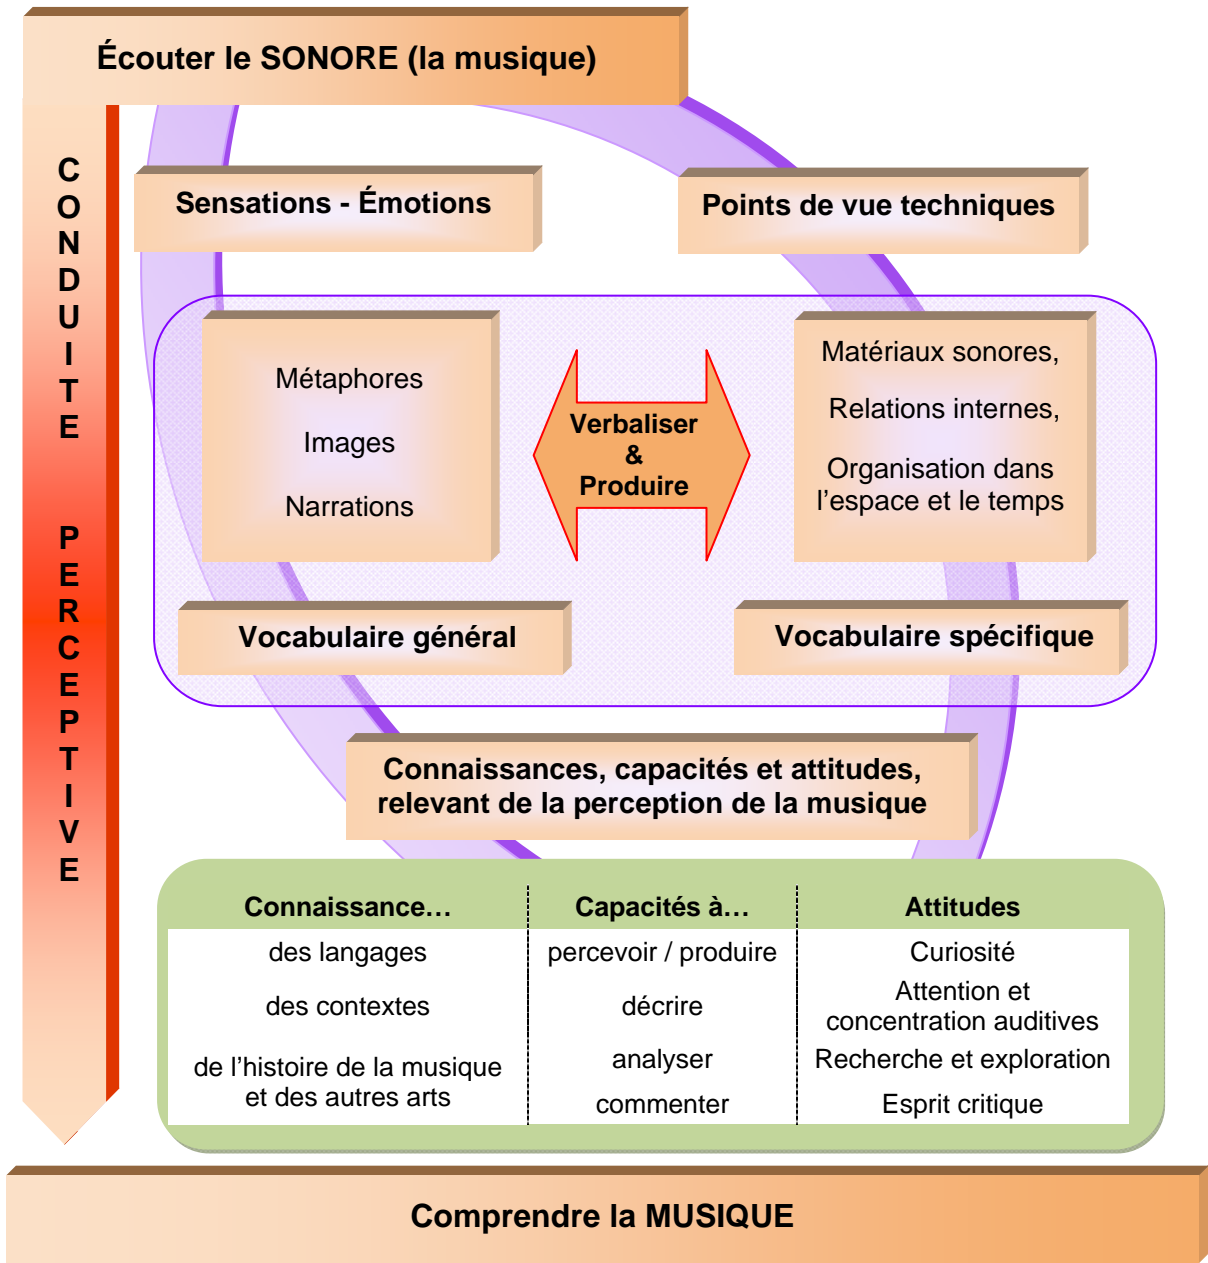 Écouter le SONORE (la musique)
CONDUITE
PERCEPTIVE
Sensations - Émotions
Points de vue techniques
Métaphores
Images
Narrations
Verbaliser
&
Produire
Matériaux sonores,
Relations internes,
Organisation dans
l’espace et le temps
Vocabulaire général
Vocabulaire spécifique
Connaissances, capacités et attitudes,
relevant de la perception de la musique
Connaissance…
des langages
des contextes
de l’histoire de la musique
et des autres arts
Capacités à…
percevoir / produire
décrire
analyser
commenter
Attitudes
Curiosité
Attention et
concentration auditives
Recherche et exploration
Esprit critique
Comprendre la MUSIQUE